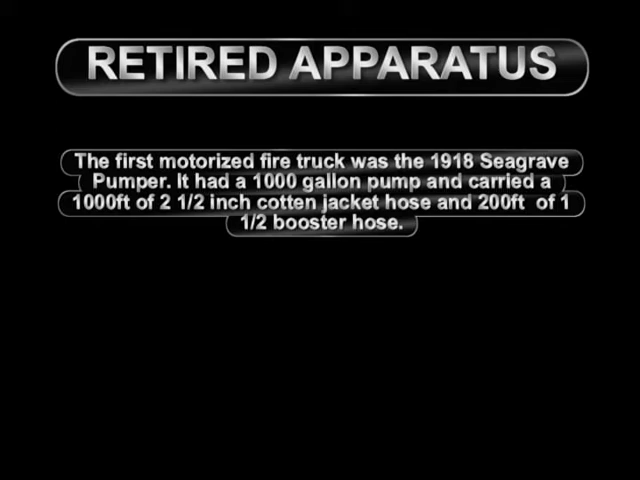 RETIRED APPARATUS
The first motorized fire truck was the 1918 Seagrave
Pumper. It had a 1000 gallon pump and carried a
1000ft of 2 1/2 inch cotten jacket hose and 200ft  of 1
1/2 booster hose.